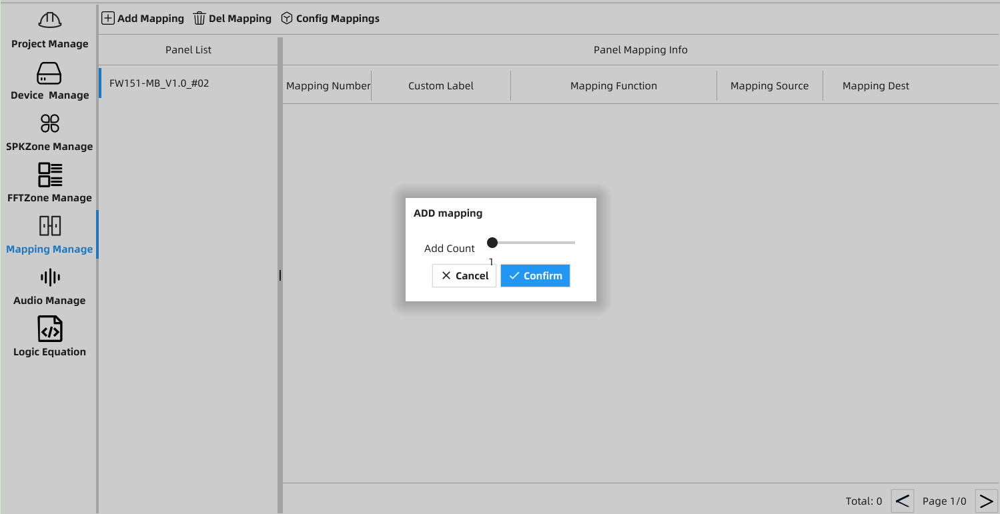 Add Mapping Del Mapping Config Mappings
Project Manage
Device Manage
SPKZone Manage
FFTZone Manage
Mapping Manage
Audio Manage
Logic Equation
Panel List
FW151-MB_V1.0_#02
Panel Mapping Info
Mapping Number Custom Label Mapping Function Mapping Source Mapping Dest
ADD mapping
Add Count
1
Cancel Confirm
Total: 0 Page 1/0